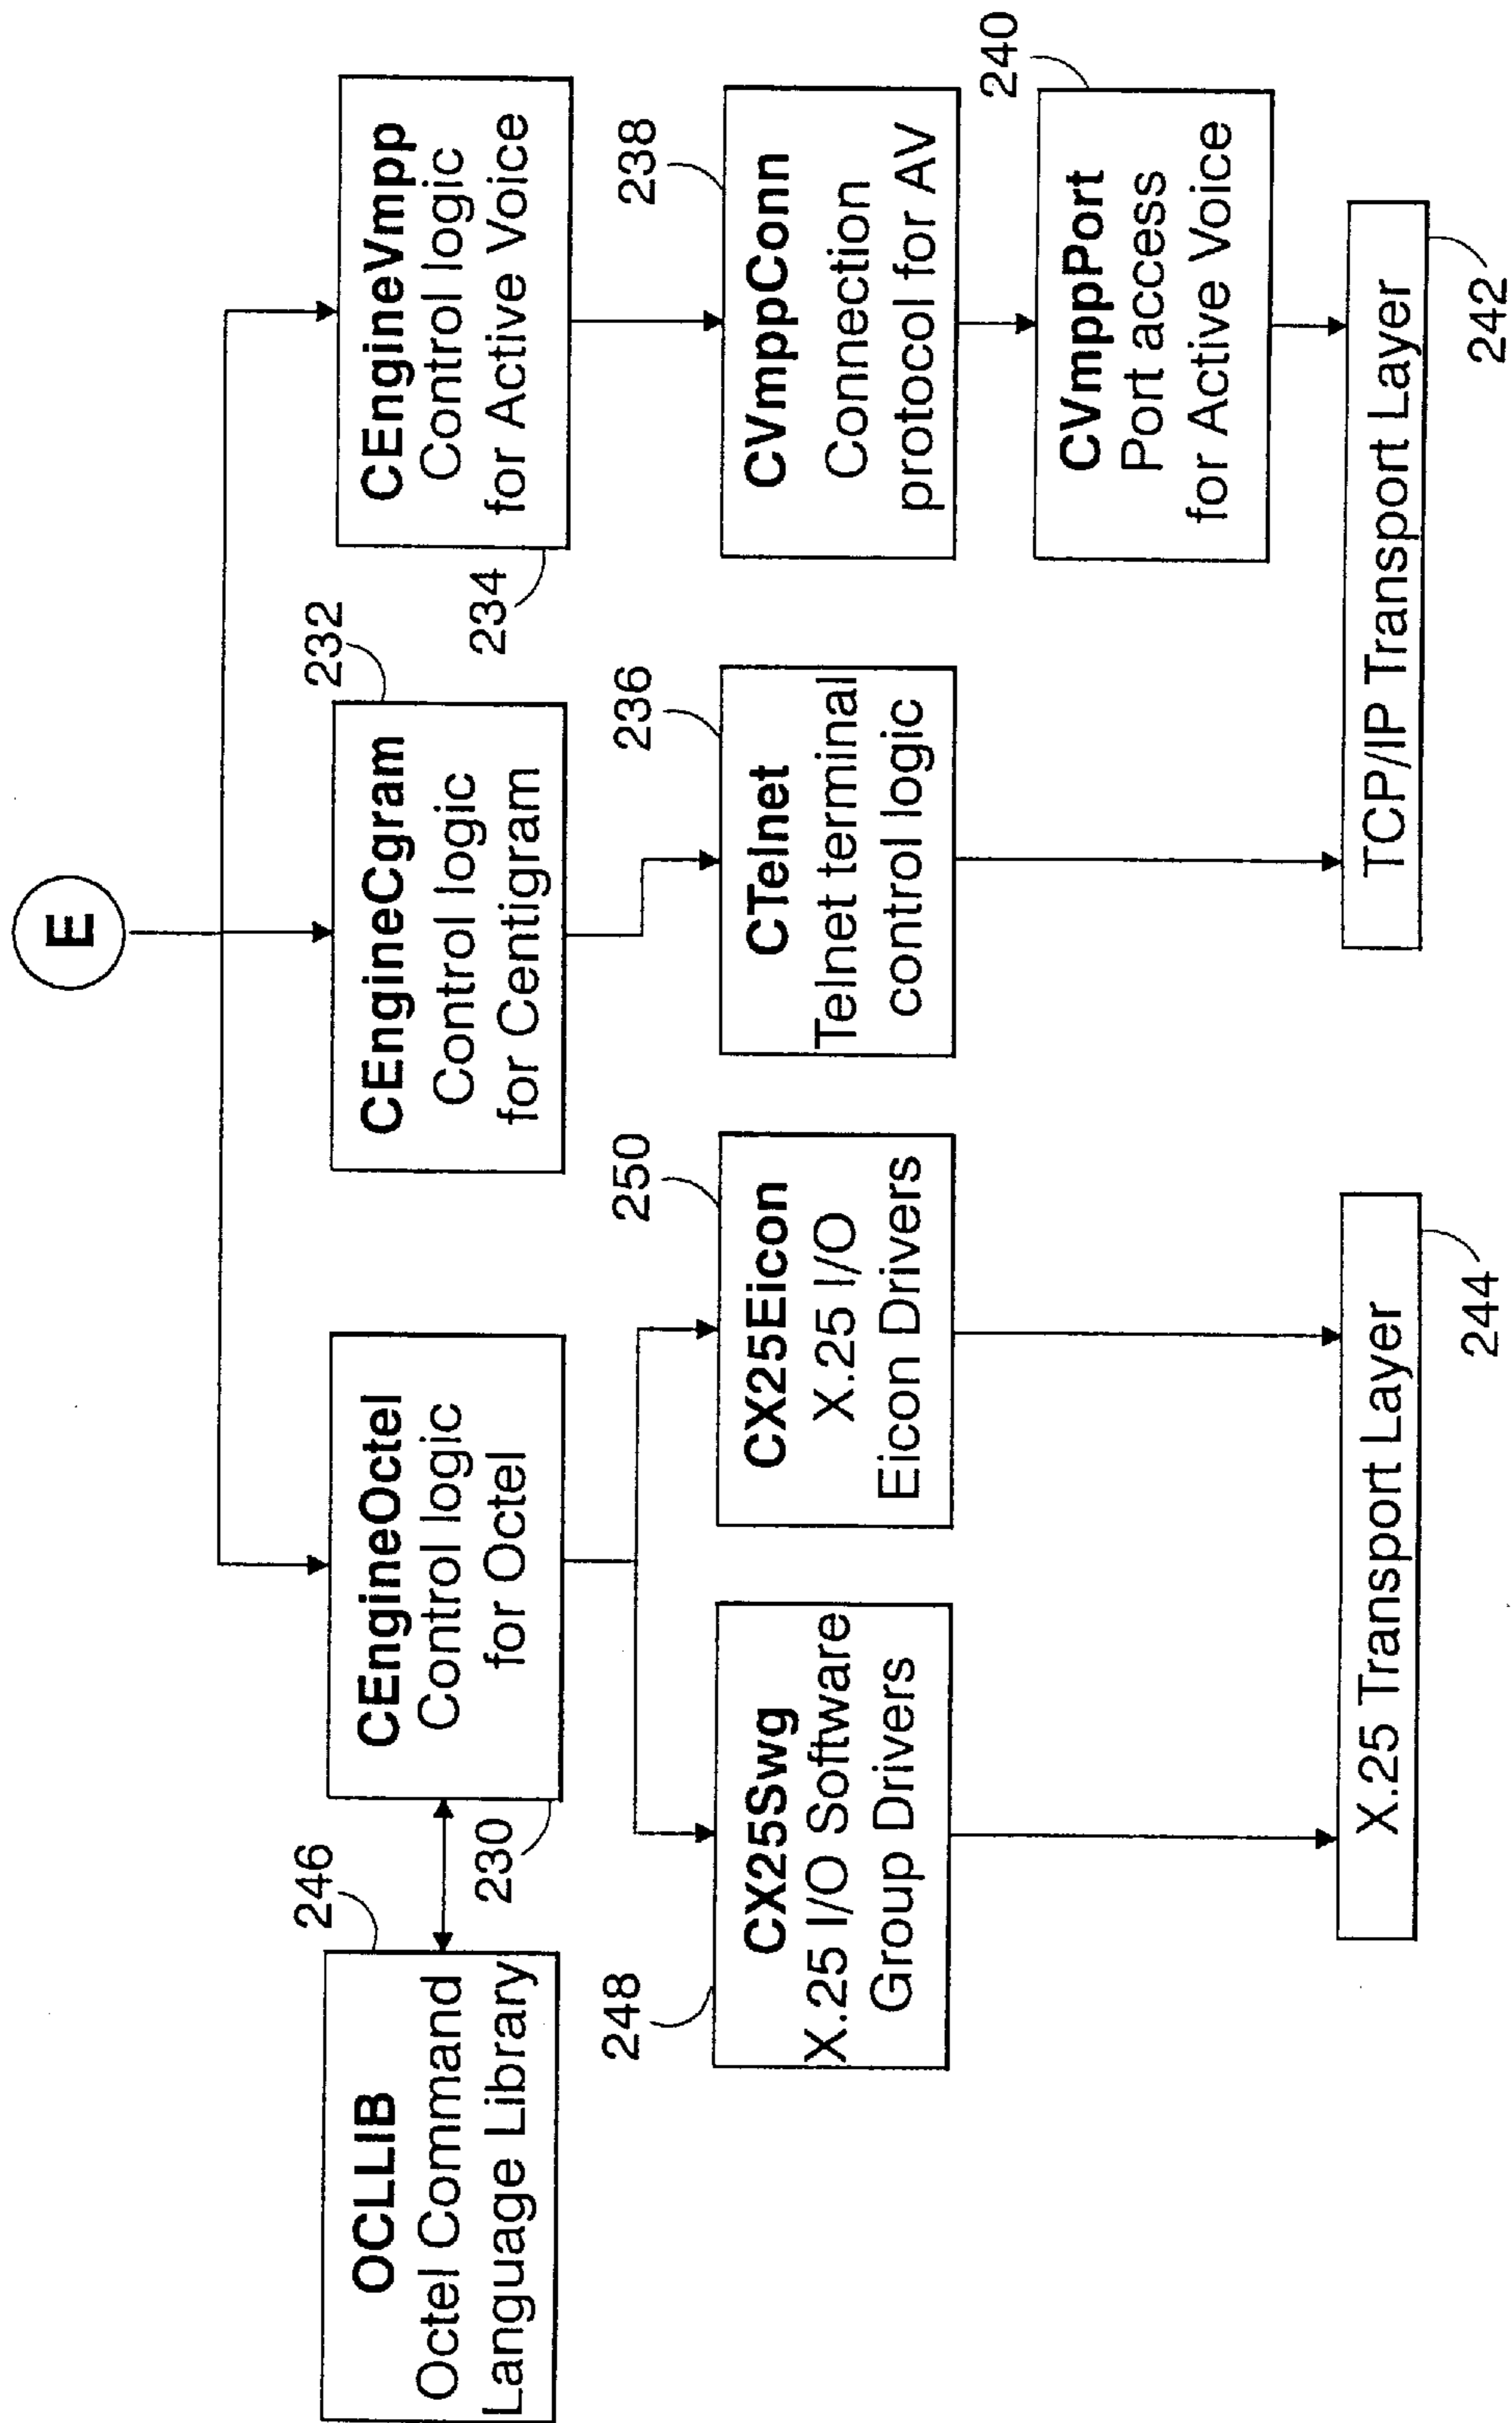 E
246
OCLLIB
Octel Command
Language Library
230
CEngineOctel
Control logic
for Octel
232
CEngineCgram
Control logic
for Centigram
234
CEngineVmpp
Control logic
for Active Voice
248
CX25Swg
X.25 I/O Software
Group Drivers
250
CX25Eicon
X.25 I/O
Eicon Drivers
236
CTelnet
Telnet terminal
control logic
238
CVmppConn
Connection
protocol for AV
240
CVmppPort
Port access
for Active Voice
X.25 Transport Layer
244
TCP/IP Transport Layer
242